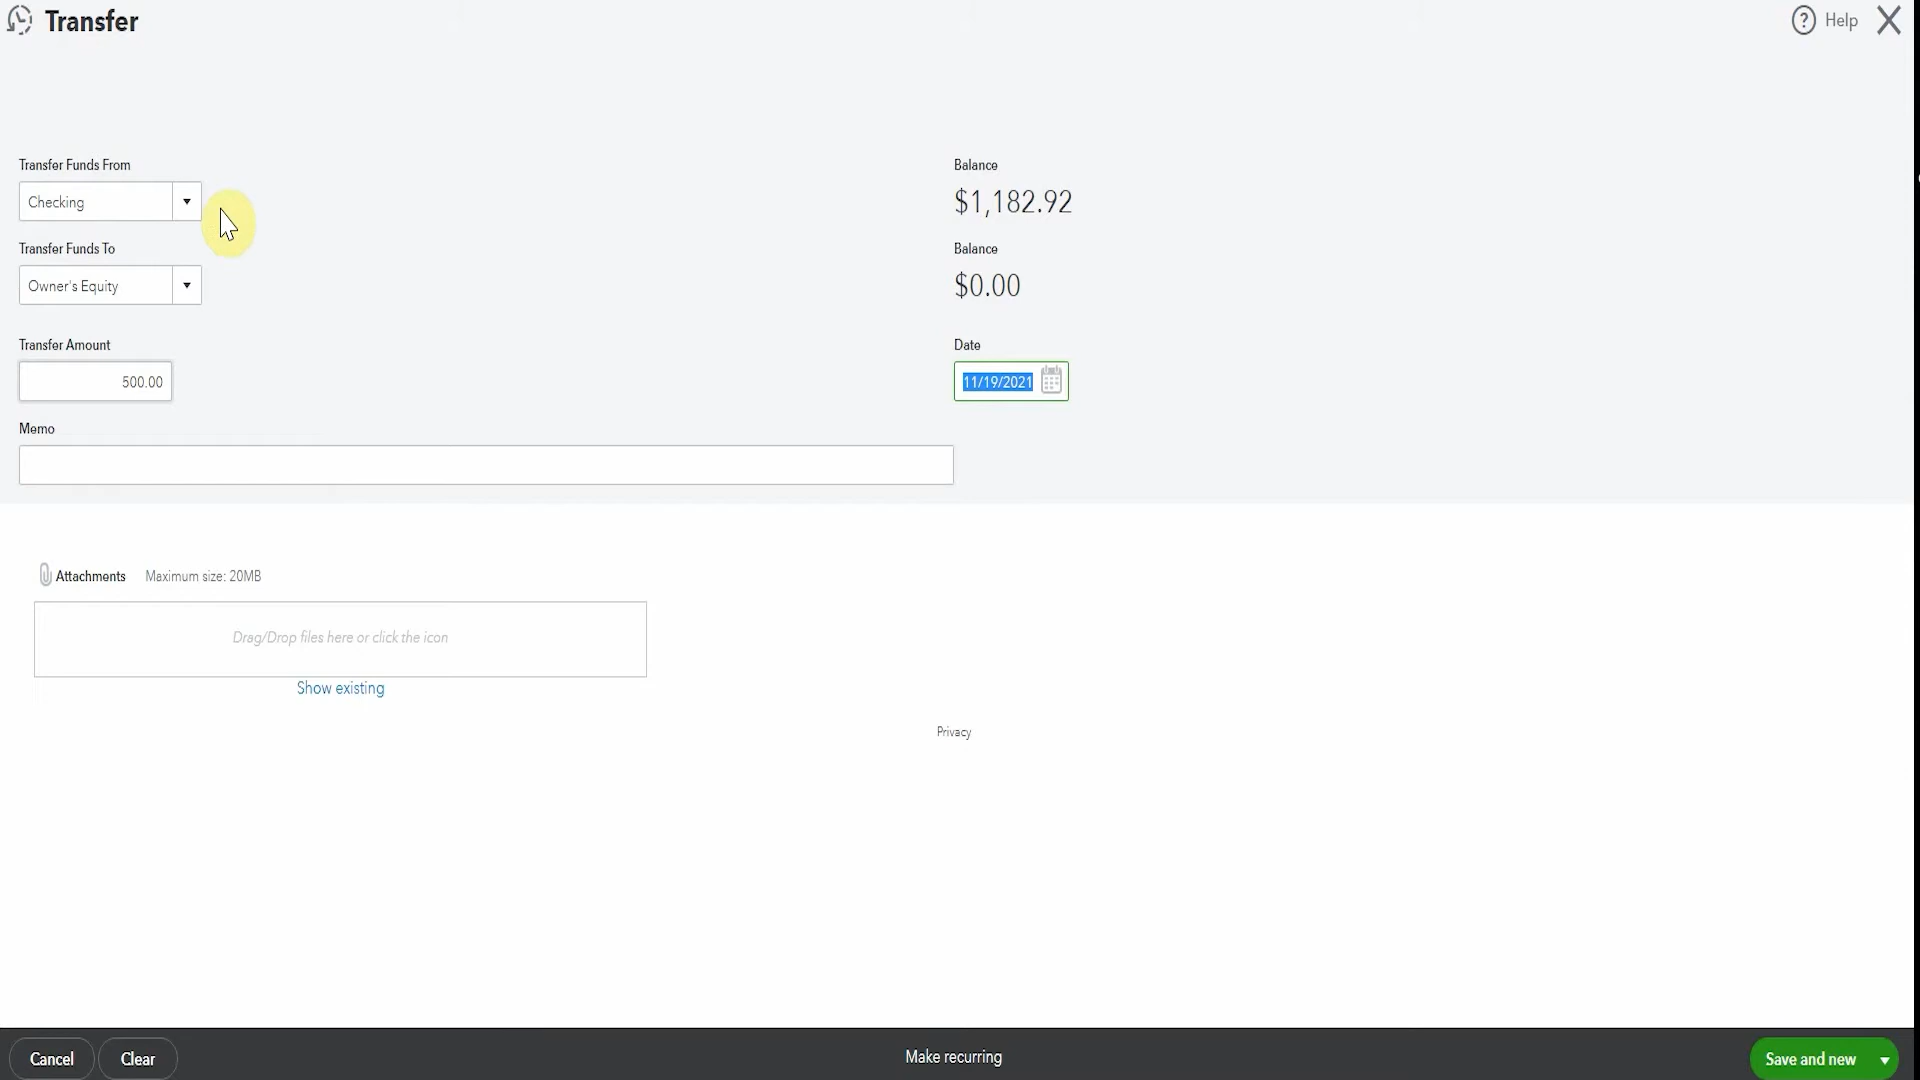 Transfer
Help
Transfer Funds From
Balance
Checking
$1,182.92
Transfer Funds To
Balance
Owner's Equity
$0.00
Transfer Amount
Date
500.00
11/19/2021
Memo
Attachments Maximum size: 20MB
Drag/Drop files here or click the icon
Show existing
Privacy
Cancel
Clear
Make recurring
Save and new